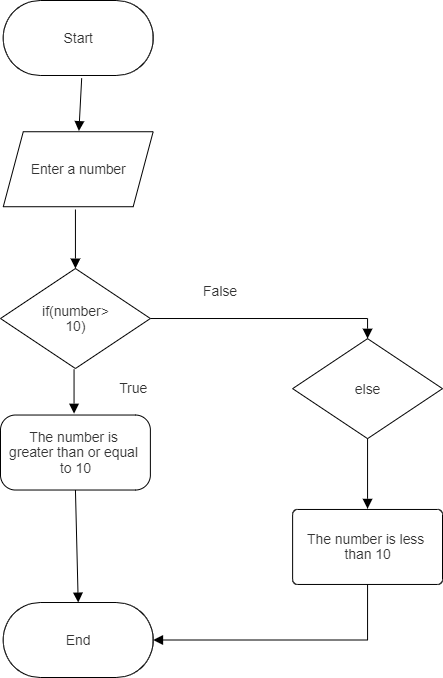 Start
Enter a number
if(number>
10)
False
True
else
The number is
greater than or equal
to 10
The number is less
than 10
End